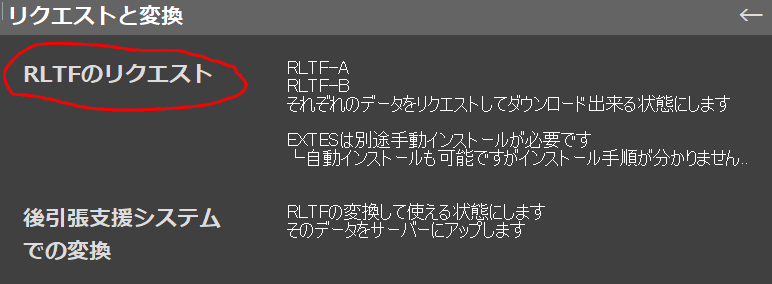 リクエストと変換
←
RLTFのリクエスト
RLTF-A
RLTF-B
それぞれのデータをリクエストしてダウンロード出来る状態にします
EXTESは別途手動インストールが必要です
┗自動インストールも可能ですがインストール手順が分かりません..
後引張支援システム
での変換
RLTFの変換して使える状態にします
そのデータをサーバーにアップします